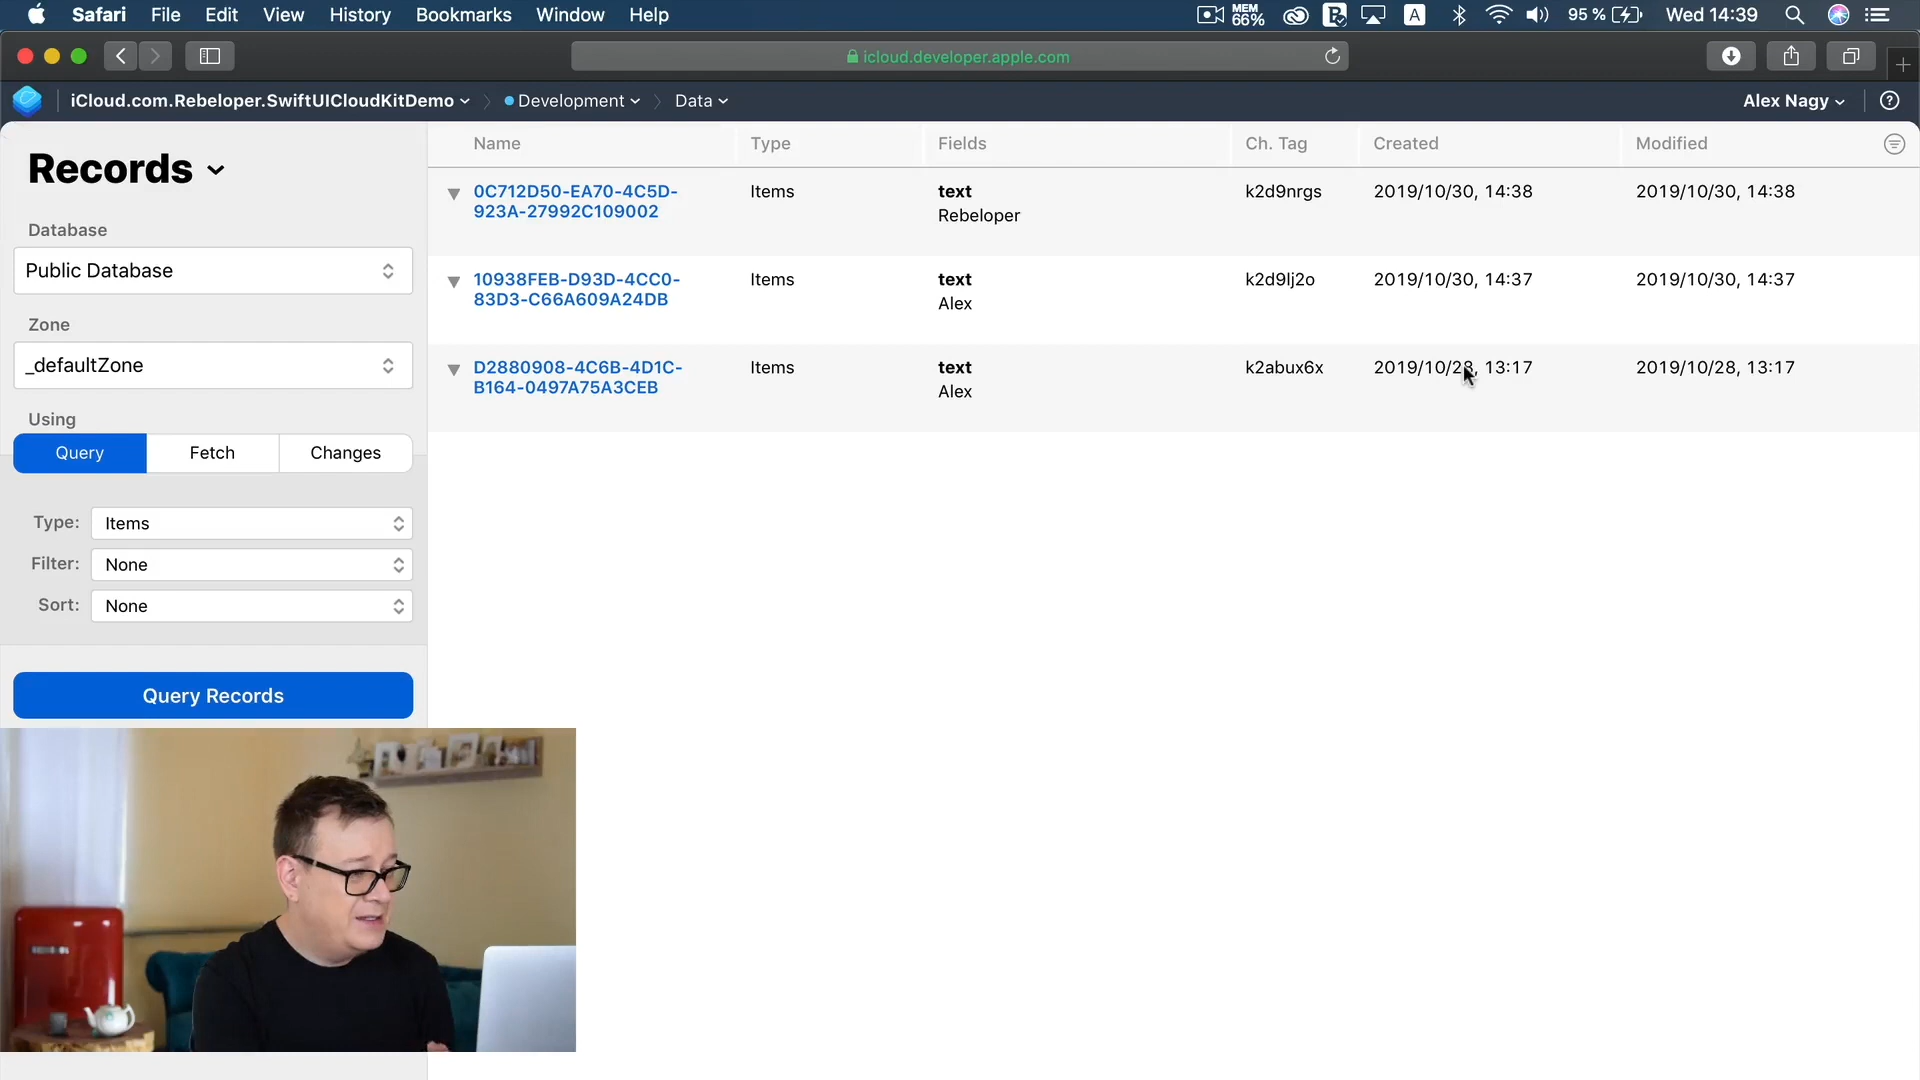 Safari File Edit View History Bookmarks Window Help MEM 66% A 95 % Wed 14:39
icloud.developer.apple.com
iCloud.com.Rebeloper.SwiftUICloudKitDemo Development Data Alex Nagy ?
Records
Database
Public Database
Zone
_defaultZone
Using
Query Fetch Changes
Type: Items
Filter: None
Sort: None
Query Records
Name Type Fields Ch. Tag Created Modified
0C712D50-EA70-4C5D- Items text k2d9nrgs 2019/10/30, 14:38 2019/10/30, 14:38
923A-27992C109002 Rebeloper
10938FEB-D93D-4CC0- Items text k2d9lj2o 2019/10/30, 14:37 2019/10/30, 14:37
83D3-C66A609A24DB Alex
D2880908-4C6B-4D1C- Items text k2abux6x 2019/10/28, 13:17 2019/10/28, 13:17
B164-0497A75A3CEB Alex